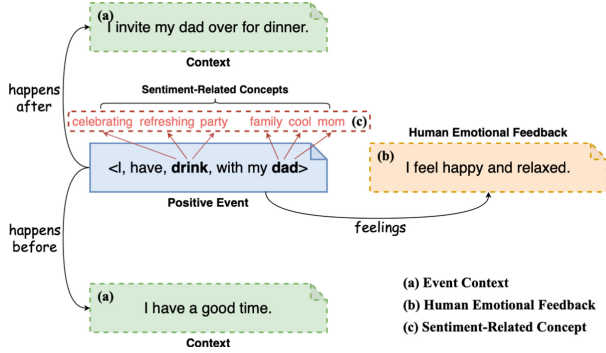 (a)
I invite my dad over for dinner.
Context
happens
after
Sentiment-Related Concepts
celebrating refreshing party family cool mom (c)
Human Emotional Feedback
<I, have, drink, with my dad>
(b)
I feel happy and relaxed.
Positive Event
feelings
happens
before
(a)
I have a good time.
Context
(a) Event Context
(b) Human Emotional Feedback
(c) Sentiment-Related Concept